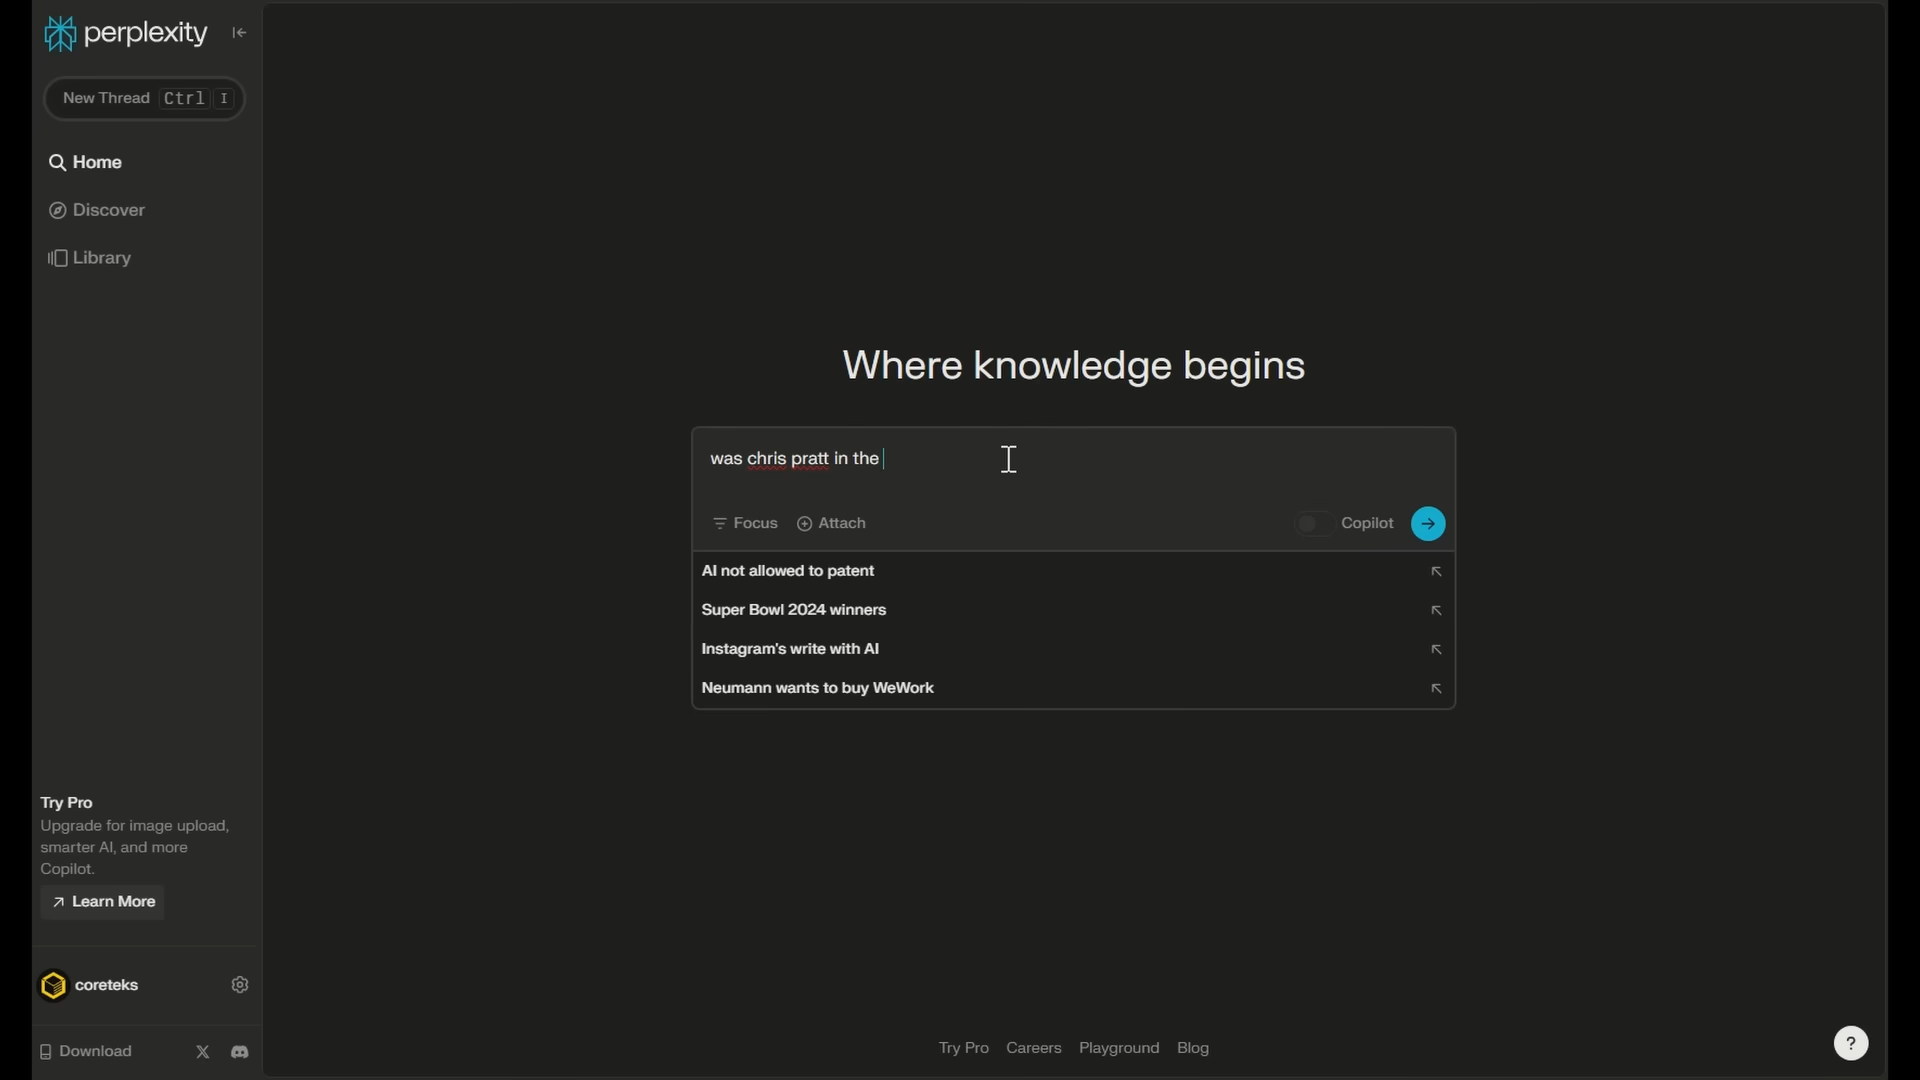 perplexity
New Thread Ctrl I
Home
Discover
Library
Where knowledge begins
was chris pratt in the
Focus Attach Copilot
AI not allowed to patent
Super Bowl 2024 winners
Instagram's write with AI
Neumann wants to buy WeWork
Try Pro
Upgrade for image upload,
smarter AI, and more
Copilot.
Learn More
coreteks
Download
Try Pro Careers Playground Blog
?